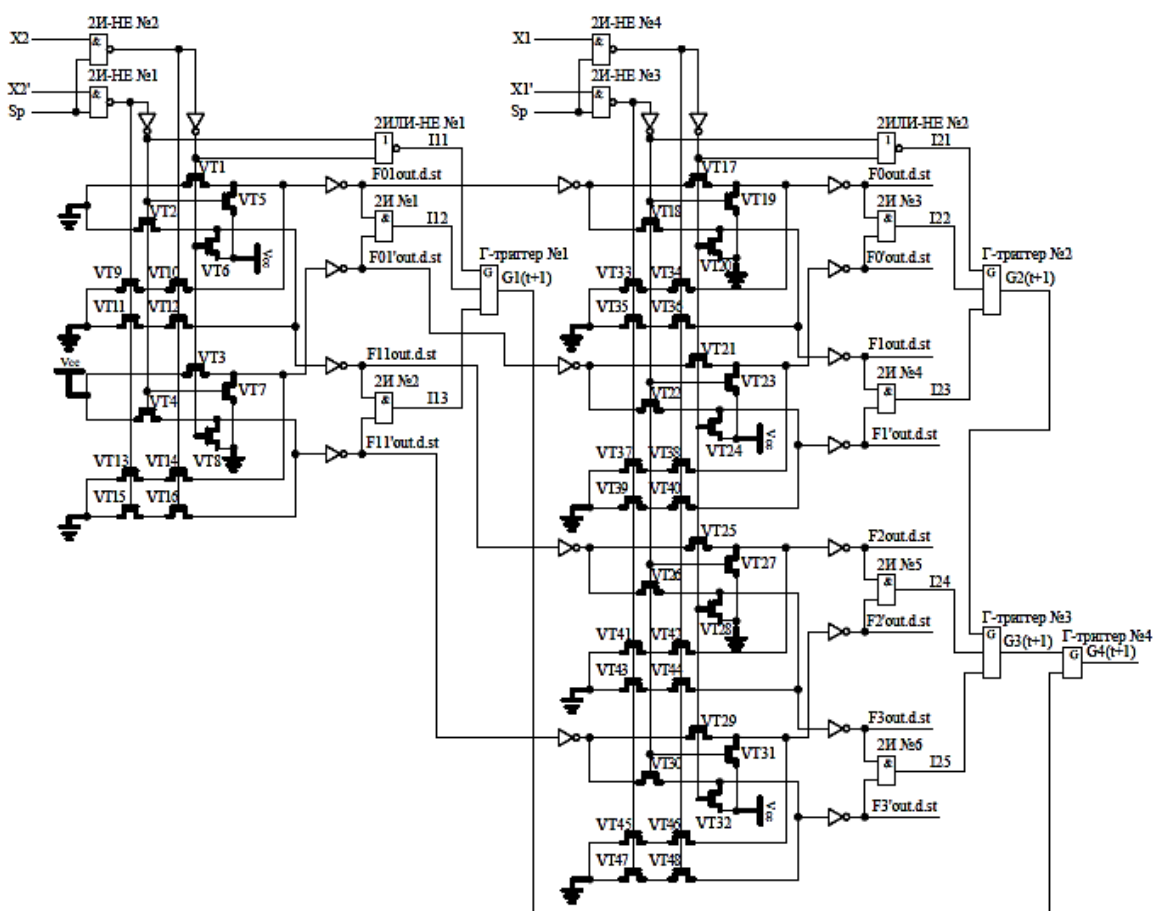 2И-НЕ №2
X2
&
2И-НЕ №1
X2'
&
Sp
2ИЛИ-НЕ №1
1
I11
VT1
F01out.d.st
VT5
2И №1
VT2
&
I12
VT6
Vcc
F01'out.d.st
Г-триггер №1
G
G1(t+1)
VT9
VT10
VT11
VT12
VT3
F11out.d.st
Vcc
VT7
2И №2
VT4
&
I13
VT8
F11'out.d.st
VT13
VT14
VT15
VT16
2И-НЕ №4
X1
&
2И-НЕ №3
X1'
&
Sp
2ИЛИ-НЕ №2
1
I21
VT17
F0out.d.st
VT19
2И №3
VT18
&
I22
VT20
F0'out.d.st
Г-триггер №2
G
G2(t+1)
VT33
VT34
VT35
VT36
VT21
F1out.d.st
VT23
2И №4
VT22
&
I23
VT24
F1'out.d.st
VT37
VT38
VT39
VT40
VT25
F2out.d.st
VT27
2И №5
VT26
&
I24
VT28
F2'out.d.st
Г-триггер №3
G
G3(t+1)
Г-триггер №4
G
G4(t+1)
VT41
VT42
VT43
VT44
VT29
F3out.d.st
VT31
2И №6
VT30
&
I25
VT32
F3'out.d.st
VT45
VT46
VT47
VT48